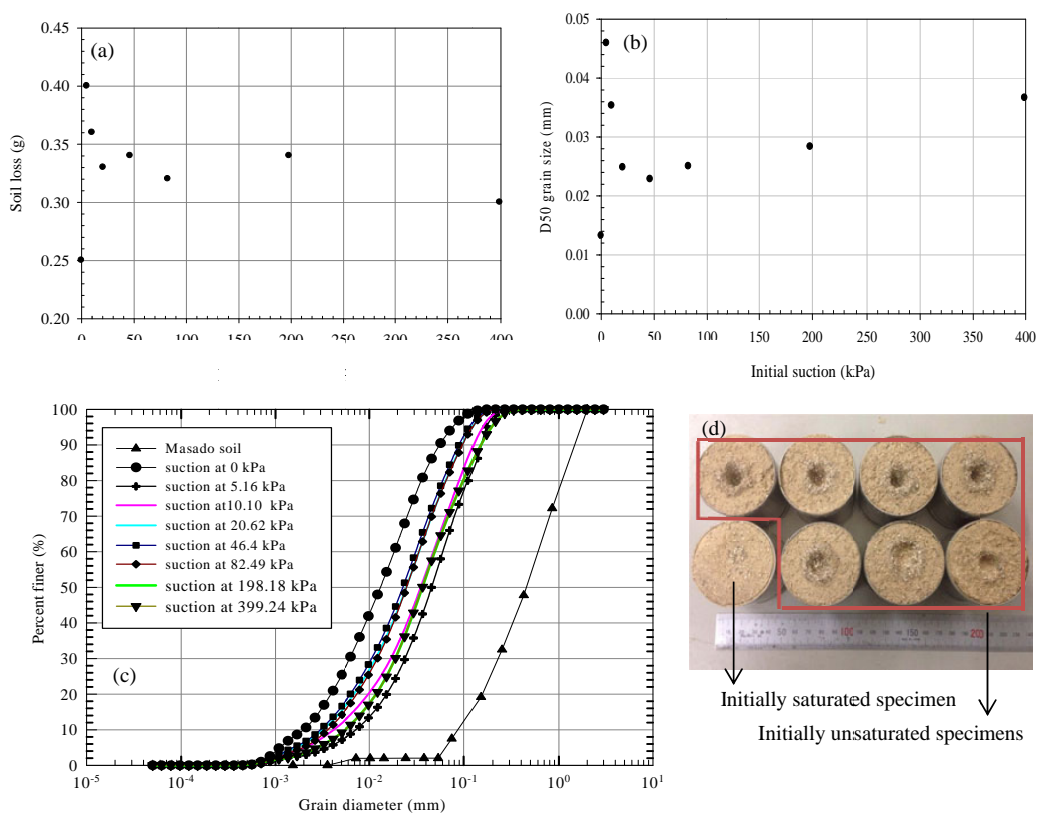 (a)
0.45
0.40
0.35
0.30
0.25
0.20
Soil loss (g)
0 50 100 150 200 250 300 350 400
(b)
0.05
0.04
0.03
0.02
0.01
0.00
D50 grain size (mm)
0 50 100 150 200 250 300 350 400
Initial suction (kPa)
100
90
80
70
60
50
40
30
20
10
0
Percent finer (%)
Masado soil
suction at 0 kPa
suction at 5.16 kPa
suction at10.10 kPa
suction at 20.62 kPa
suction at 46.4 kPa
suction at 82.49 kPa
suction at 198.18 kPa
suction at 399.24 kPa
(c)
10-5 10-4 10-3 10-2 10-1 100 101
Grain diameter (mm)
(d)
50 100 150 200
Initially saturated specimen
Initially unsaturated specimens